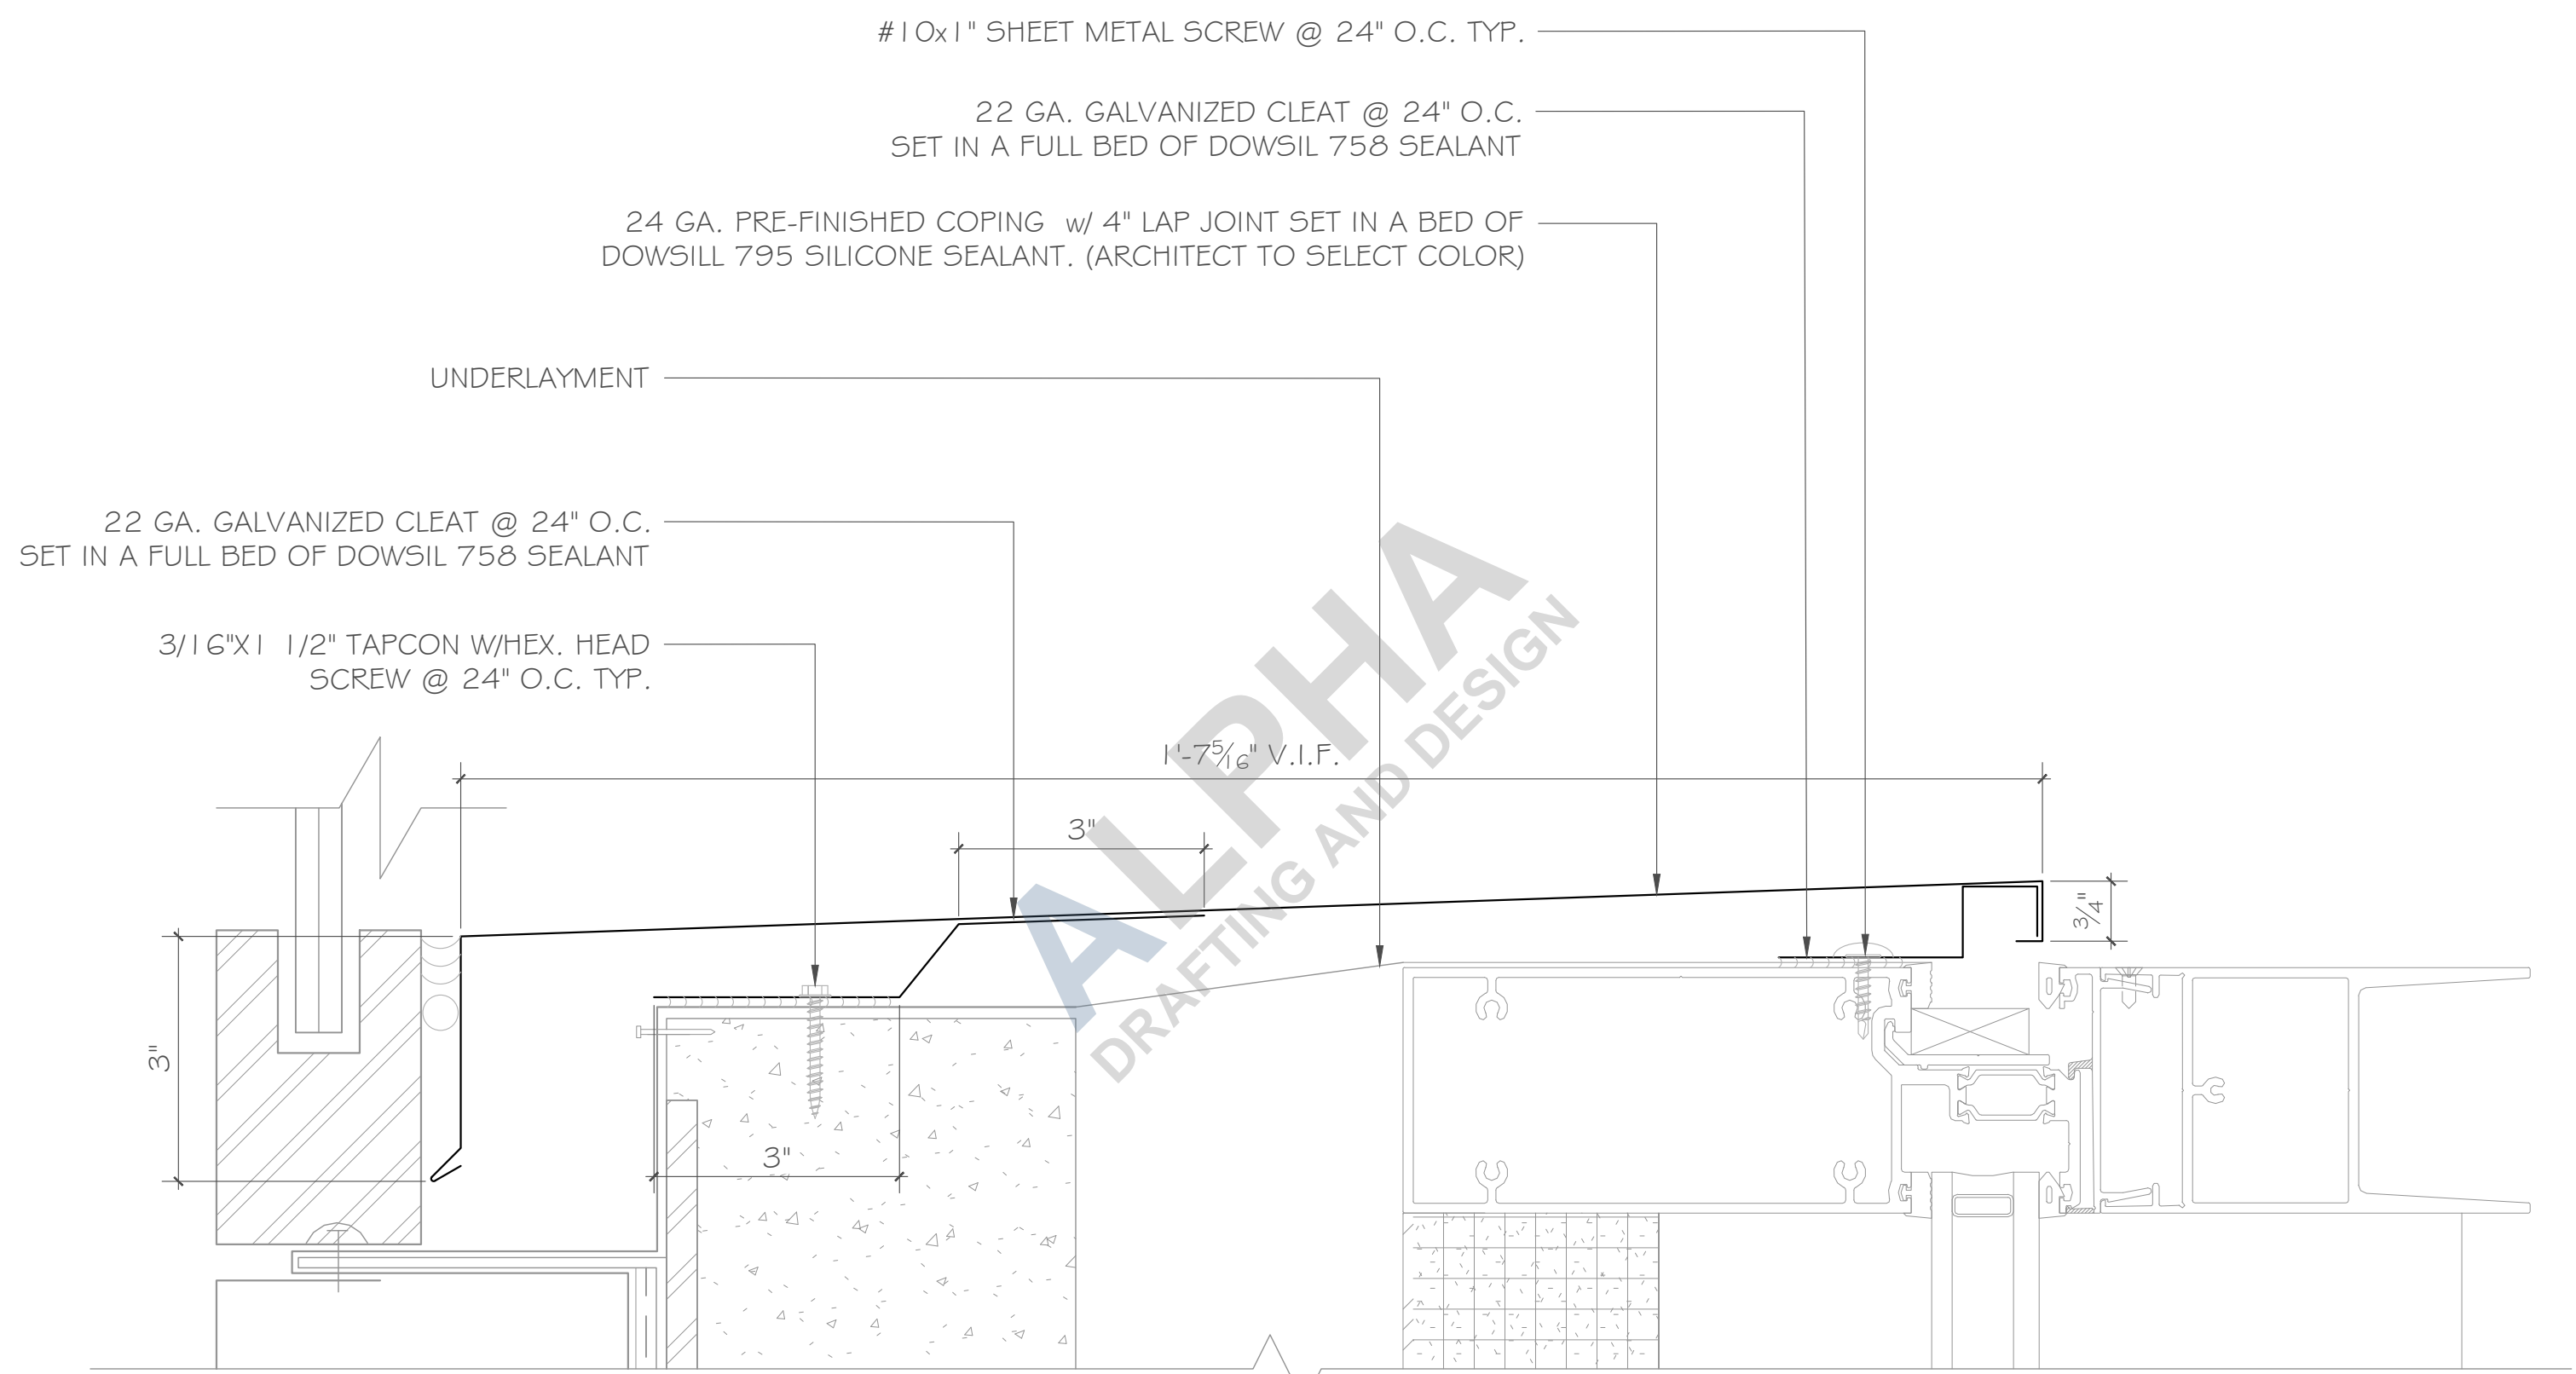 #10x1" SHEET METAL SCREW @ 24" O.C. TYP.
22 GA. GALVANIZED CLEAT @ 24" O.C.
SET IN A FULL BED OF DOWSIL 758 SEALANT
24 GA. PRE-FINISHED COPING w/ 4" LAP JOINT SET IN A BED OF
DOWSILL 795 SILICONE SEALANT. (ARCHITECT TO SELECT COLOR)
UNDERLAYMENT
22 GA. GALVANIZED CLEAT @ 24" O.C.
SET IN A FULL BED OF DOWSIL 758 SEALANT
3/16"X1 1/2" TAPCON W/HEX. HEAD
SCREW @ 24" O.C. TYP.
1'-7 5/16" V.I.F.
3"
3/4"
3"
3"
ALPHA
DRAFTING AND DESIGN